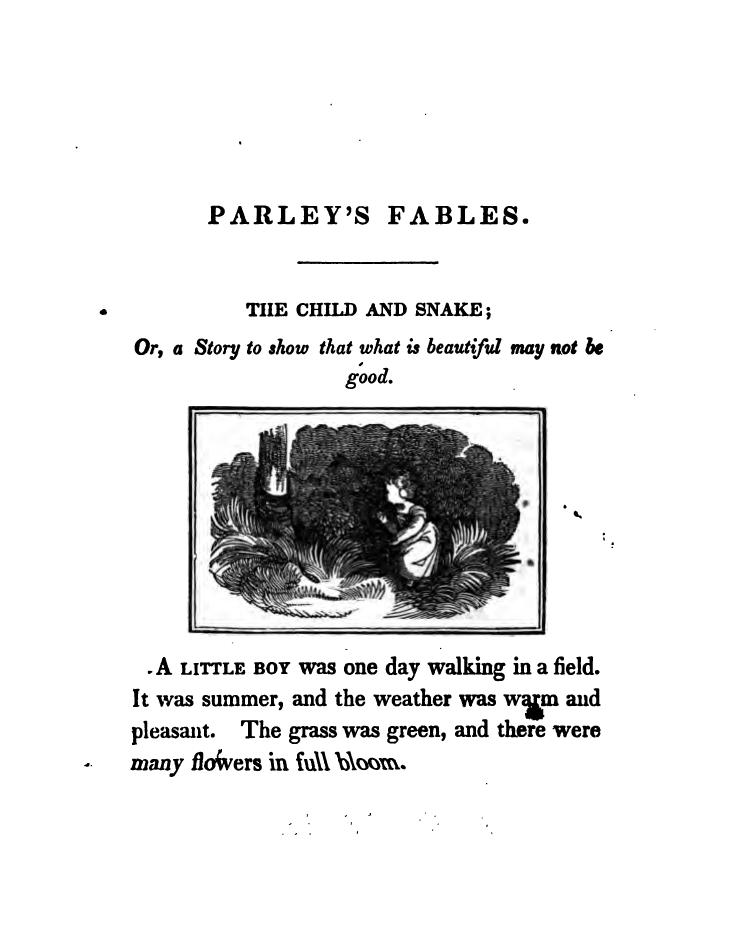 PARLEY'S FABLES.
THE CHILD AND SNAKE;
Or, a Story to show that what is beautiful may not be
good.
A LITTLE BOY was one day walking in a field.
It was summer, and the weather was warm and
pleasant. The grass was green, and there were
many flowers in full bloom.